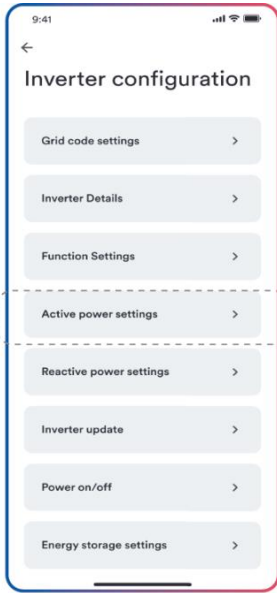 9:41
Inverter configuration
Grid code settings
Inverter Details
Function Settings
Active power settings
Reactive power settings
Inverter update
Power on/off
Energy storage settings